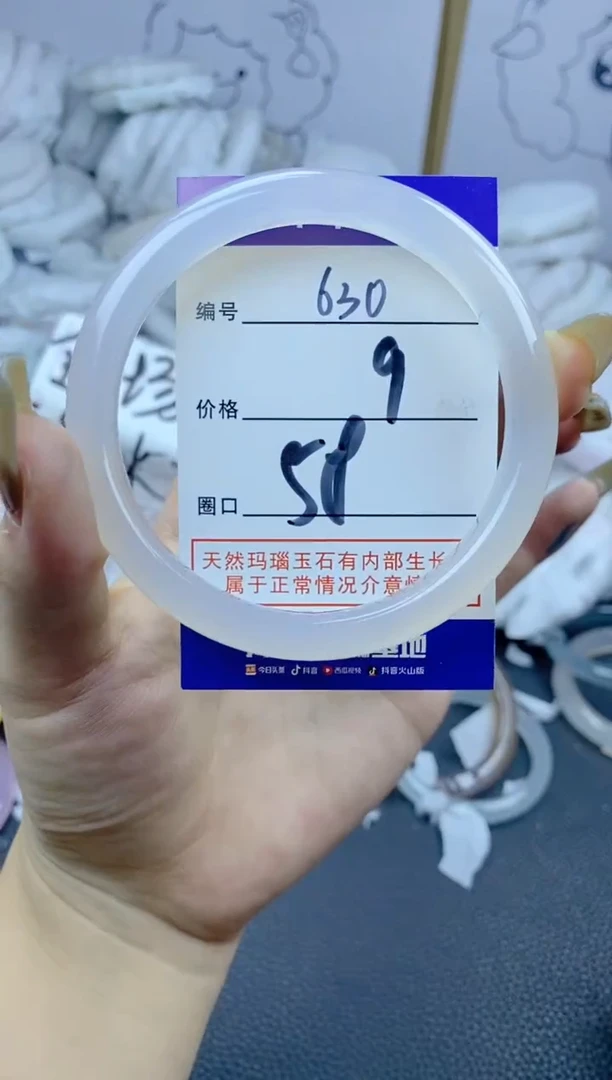 编号 630
价格 9
圈口 58
天然玛瑙玉石有内部生长
属于正常情况介意
基地
今日头条 抖音 西瓜视频 抖音火山版